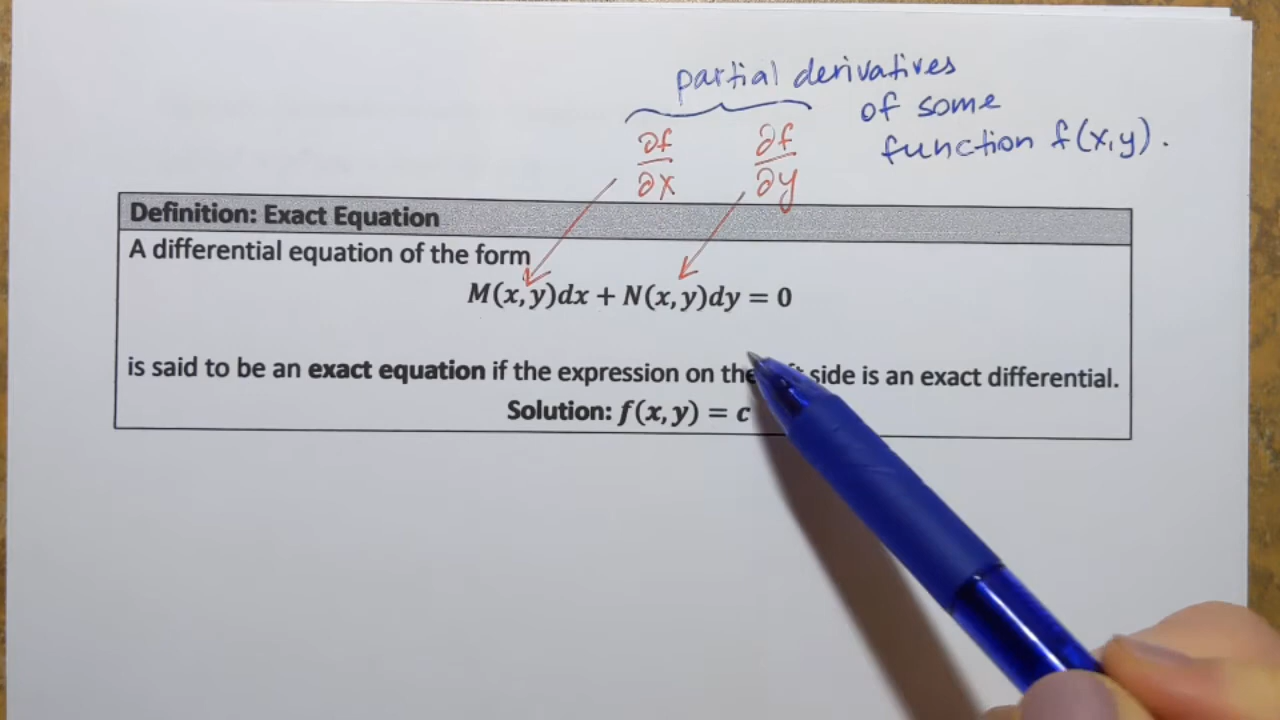 partial derivatives
of some
function f(x,y).
∂f/∂x ∂f/∂y
Definition: Exact Equation
A differential equation of the form
M(x, y)dx + N(x, y)dy = 0
is said to be an exact equation if the expression on the side is an exact differential.
Solution: f(x, y) = c